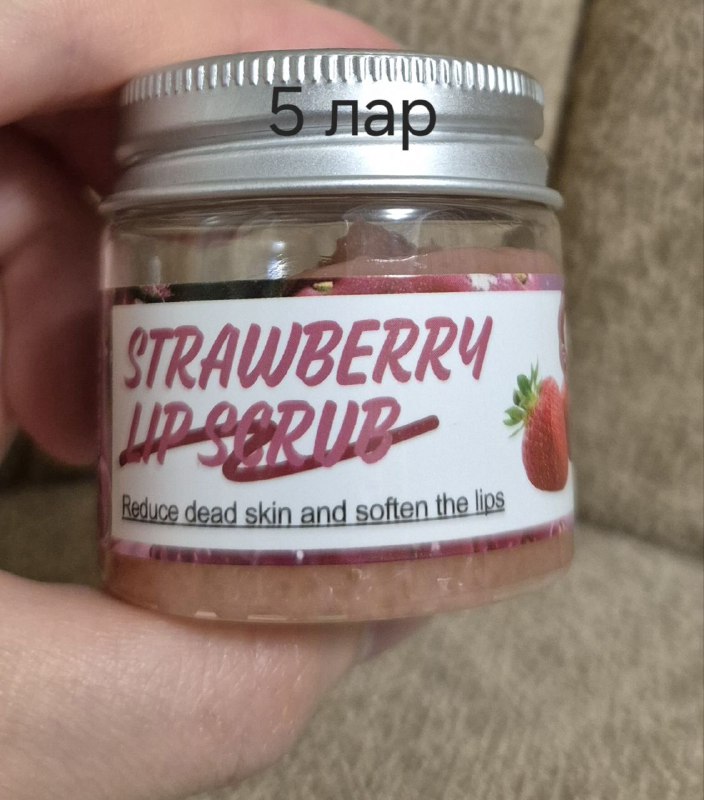 5 лар
STRAWBERRY
LIP SCRUB
Reduce dead skin and soften the lips